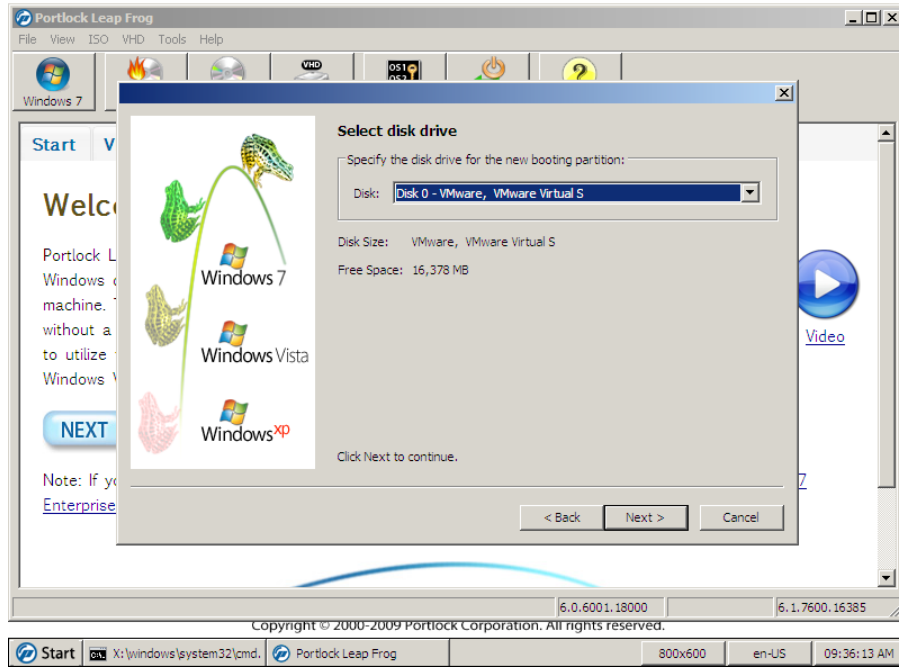 Portlock Leap Frog
File View ISO VHD Tools Help
Windows 7
VHD
OS1
OS2
?
Start V
Welc
Select disk drive
Specify the disk drive for the new booting partition:
Disk: Disk 0 - VMware, VMware Virtual S
Disk Size: VMware, VMware Virtual S
Free Space: 16,378 MB
Windows 7
Windows Vista
Windows xp
Portlock L
Windows
machine.
without a
to utilize
Windows
Video
NEXT
Click Next to continue.
Note: If yo
7
Enterprise
< Back Next > Cancel
6.0.6001.18000 6.1.7600.16385
Copyright © 2000-2009 Portlock Corporation. All rights reserved.
Start X:\windows\system32\cmd. Portlock Leap Frog 800x600 en-US 09:36:13 AM